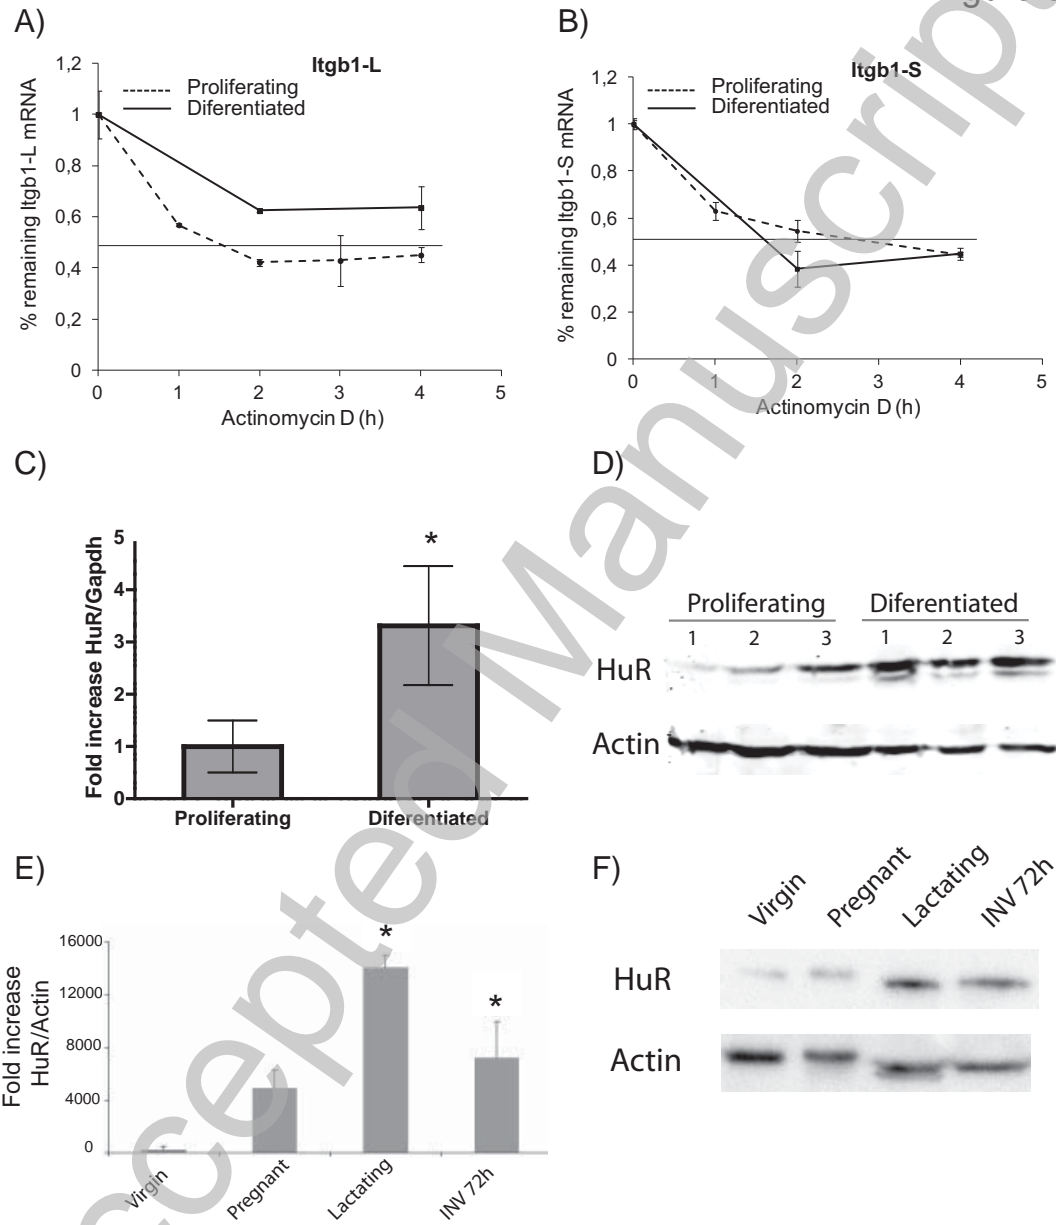 A)
Itgb1-L
% remaining Itgb1-L mRNA
1,2
1
0,8
0,6
0,4
0,2
0
Proliferating
Diferentiated
0 1 2 3 4 5
Actinomycin D (h)
B)
Itgb1-S
% remaining Itgb1-S mRNA
1,2
1
0,8
0,6
0,4
0,2
0
Proliferating
Diferentiated
0 1 2 3 4 5
Actinomycin D (h)
C)
Fold increase HuR/Gapdh
5
4
3
2
1
0
*
Proliferating Diferentiated
D)
Proliferating Diferentiated
1 2 3 1 2 3
HuR
Actin
E)
Fold increase
HuR/Actin
16000
12000
8000
4000
0
* *
Virgin Pregnant Lactating INV 72h
F)
Virgin Pregnant Lactating INV 72h
HuR
Actin
ccepted Manuscript